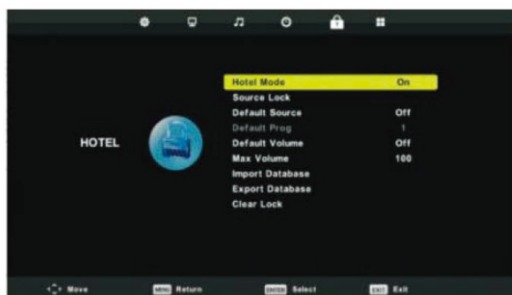 Hotel Mode On
Source Lock
Default Source Off
Default Prog 1
HOTEL
Default Volume Off
Max Volume 100
Import Database
Export Database
Clear Lock
Move MENU Return ENTER Select EXIT Exit